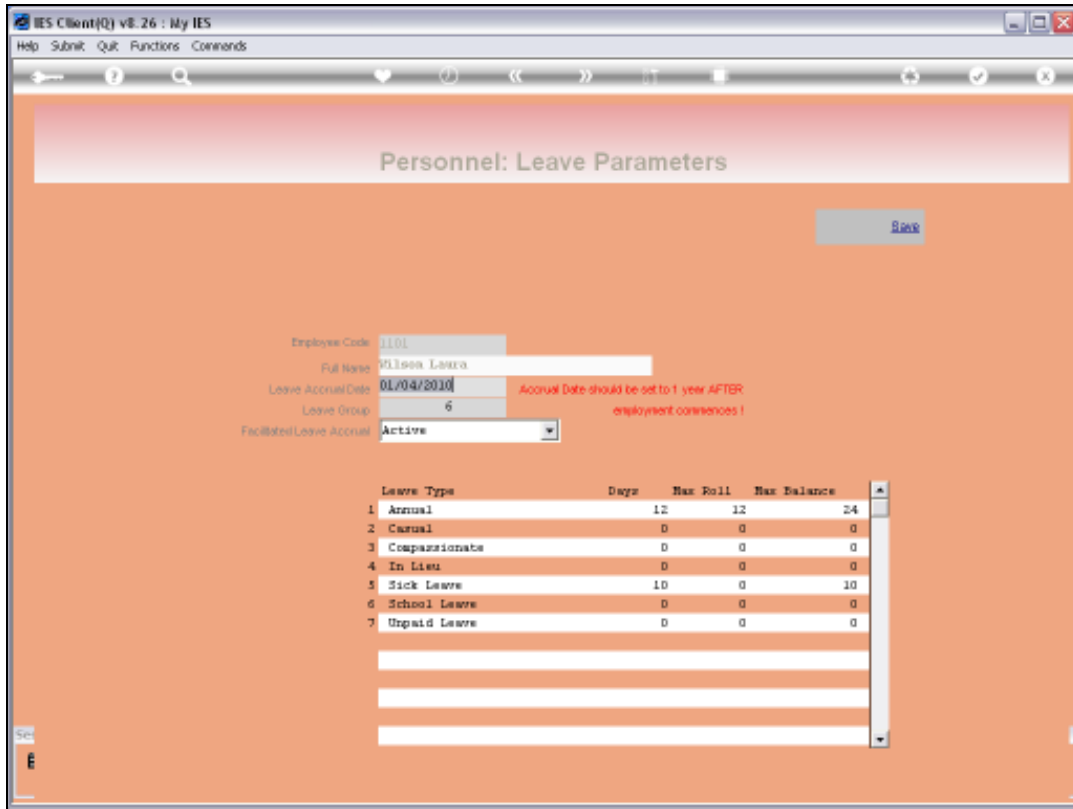 IES Client(Q) v8.26 : My IES
Help Submit Quit Functions Commands
Personnel: Leave Parameters
Save
Employee Code 1101
Full Name Wilson Laura
Leave Accrual Date 01/04/2010 Accrual Date should be set to 1 year AFTER
Leave Group 6 employment commences !
Facilitated Leave Accrual Active
Leave Type Days Max Roll Max Balance
1 Annual 12 12 24
2 Casual 0 0 0
3 Compassionate 0 0 0
4 In Lieu 0 0 0
5 Sick Leave 10 0 10
6 School Leave 0 0 0
7 Unpaid Leave 0 0 0